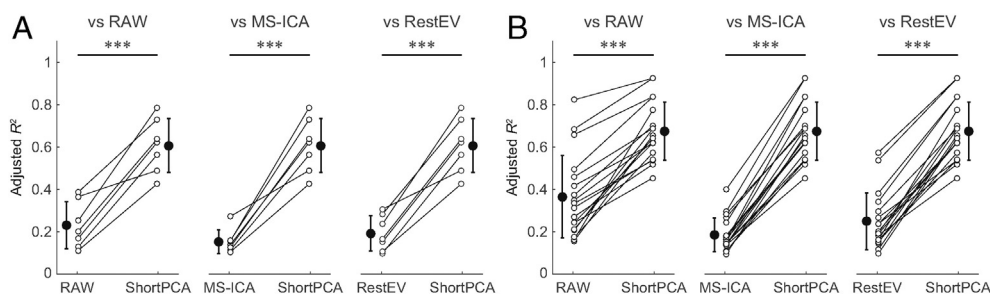 A
vs RAW
vs MS-ICA
vs RestEV
B
vs RAW
vs MS-ICA
vs RestEV
***
***
***
***
***
***
1
0.8
0.6
0.4
0.2
0
Adjusted R²
1
0.8
0.6
0.4
0.2
0
Adjusted R²
RAW ShortPCA
MS-ICA ShortPCA
RestEV ShortPCA
RAW ShortPCA
MS-ICA ShortPCA
RestEV ShortPCA